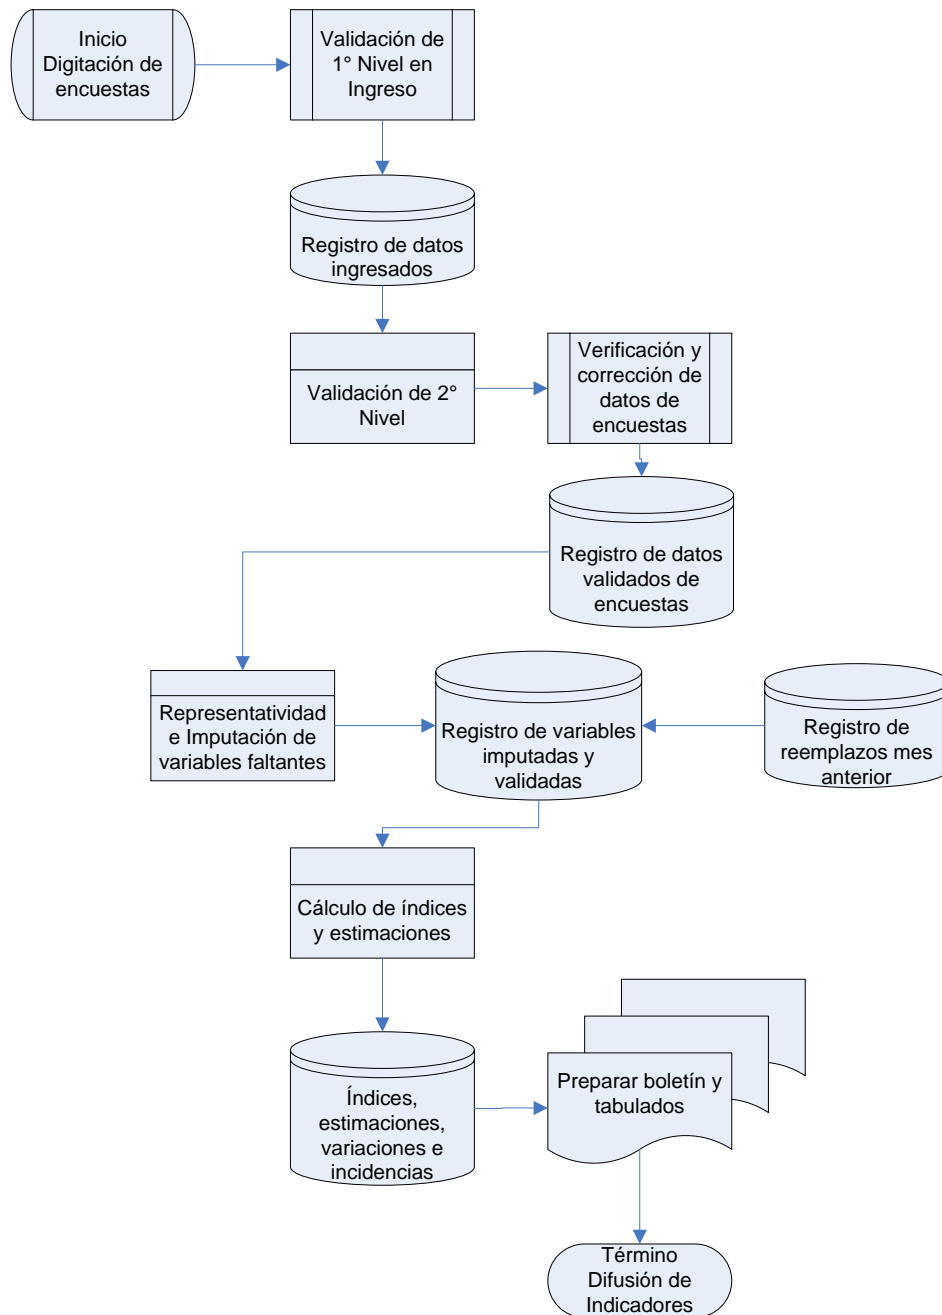 Inicio
Digitación de
encuestas
Validación de
1° Nivel en
Ingreso
Registro de datos
ingresados
Validación de 2°
Nivel
Verificación y
corrección de
datos de
encuestas
Registro de datos
validados de
encuestas
Representatividad
e Imputación de
variables faltantes
Registro de variables
imputadas y
validadas
Registro de
reemplazos mes
anterior
Cálculo de índices
y estimaciones
Índices,
estimaciones,
variaciones e
incidencias
Preparar boletín y
tabulados
Término
Difusión de
Indicadores